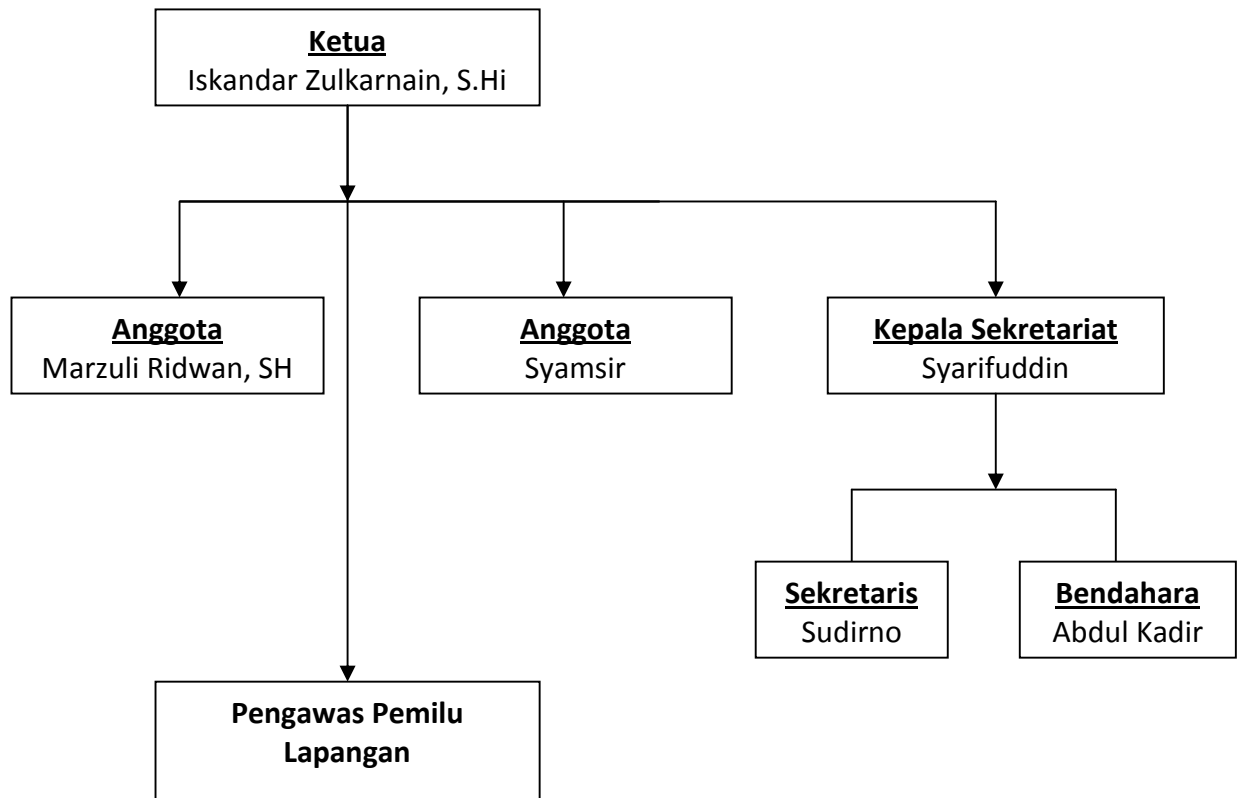 Ketua
Iskandar Zulkarnain, S.Hi
Anggota
Marzuli Ridwan, SH
Anggota
Syamsir
Kepala Sekretariat
Syarifuddin
Sekretaris
Sudirno
Bendahara
Abdul Kadir
Pengawas Pemilu
Lapangan